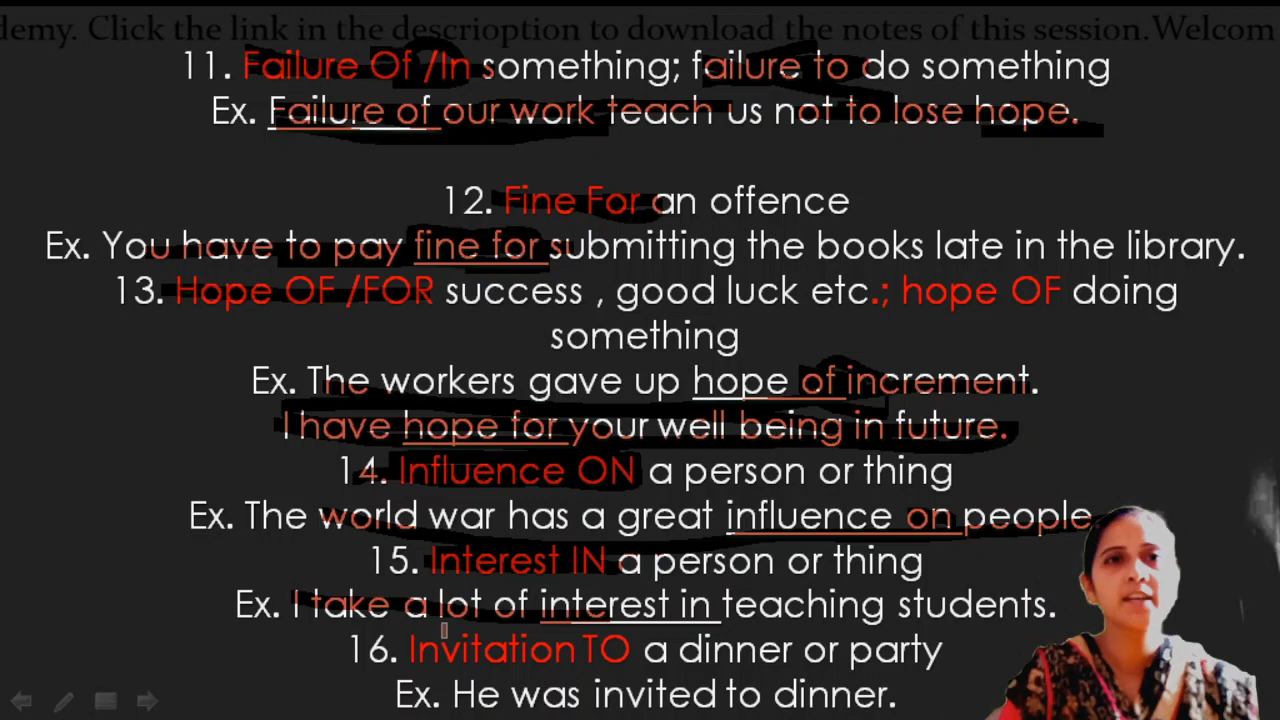 demy. Click the link in the descrioption to download the notes of this session.Welcom
11. Failure Of /In something; failure to do something
Ex. Failure of our work teach us not to lose hope.
12. Fine For an offence
Ex. You have to pay fine for submitting the books late in the library.
13. Hope OF /FOR success , good luck etc.; hope OF doing
something
Ex. The workers gave up hope of increment.
I have hope for your well being in future.
14. Influence ON a person or thing
Ex. The world war has a great influence on people.
15. Interest IN a person or thing
Ex. I take a lot of interest in teaching students.
16. Invitation TO a dinner or party
Ex. He was invited to dinner.